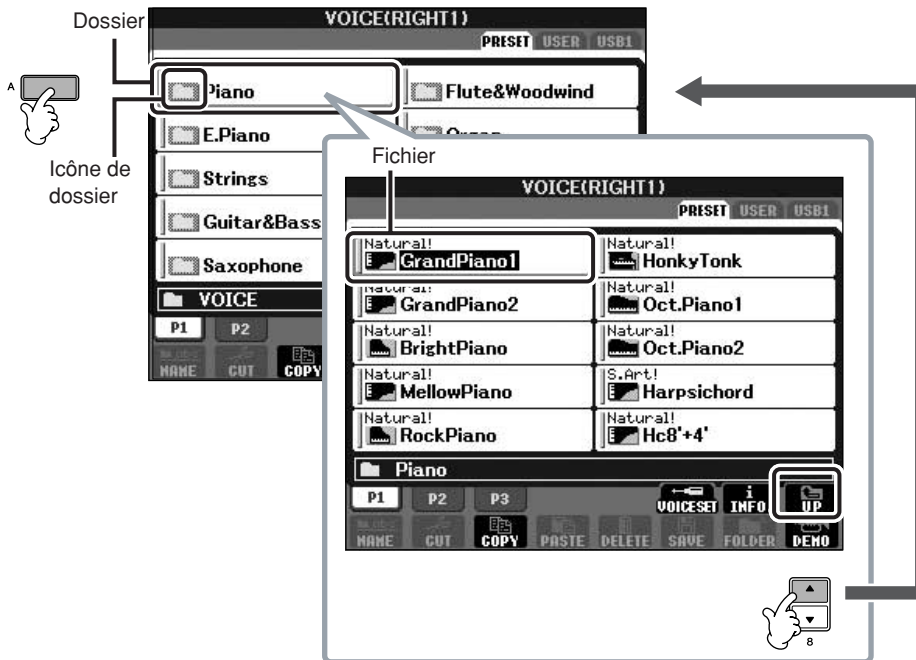 Dossier
A
Icône de
dossier
VOICE(RIGHT1)
PRESET USER USB1
Piano
Flute&Woodwind
E.Piano
Organ
Strings
Guitar&Bass
Saxophone
VOICE
P1 P2
NAME CUT COPY
Fichier
VOICE(RIGHT1)
PRESET USER USB1
Natural!
GrandPiano1
Natural!
HonkyTonk
Natural!
GrandPiano2
Natural!
Oct.Piano1
Natural!
BrightPiano
Natural!
Oct.Piano2
Natural!
MellowPiano
S.Art!
Harpsichord
Natural!
RockPiano
Natural!
Hc8'+4'
Piano
P1 P2 P3 VOICESET INFO. UP
NAME CUT COPY PASTE DELETE SAVE FOLDER DEMO
8